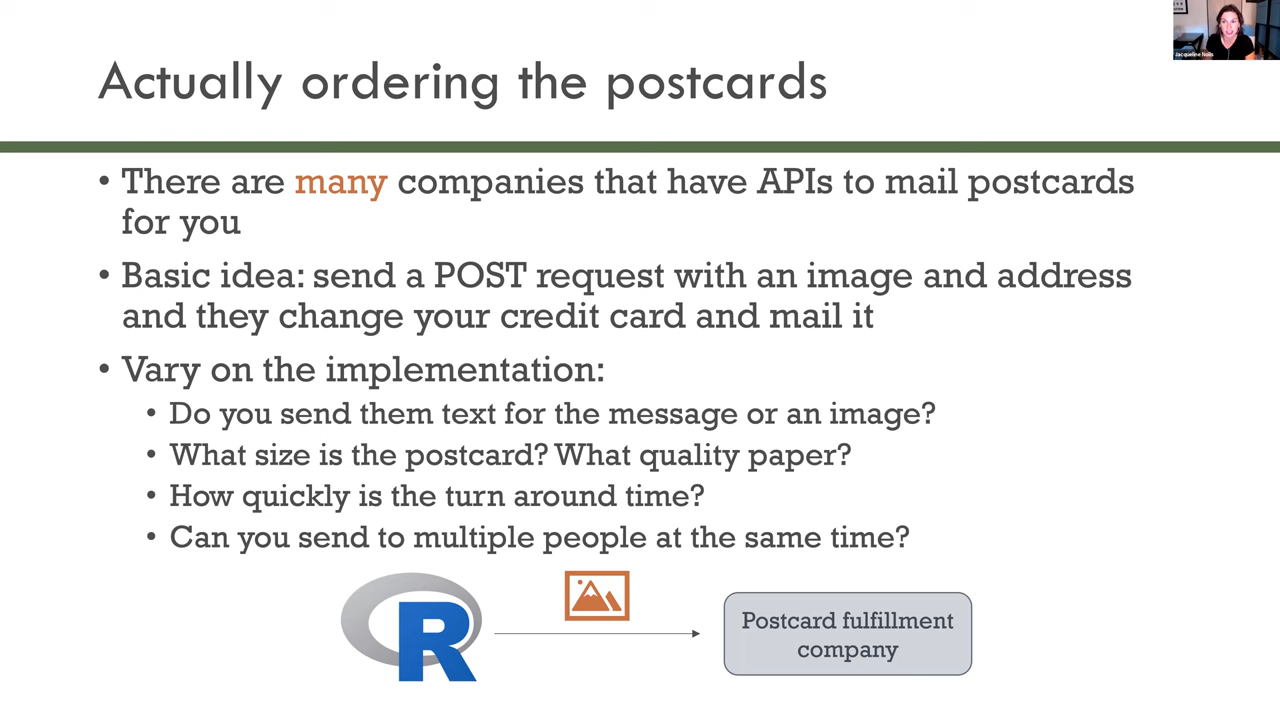 Jacqueline Nolis
Actually ordering the postcards
• There are many companies that have APIs to mail postcards
for you
• Basic idea: send a POST request with an image and address
and they change your credit card and mail it
• Vary on the implementation:
• Do you send them text for the message or an image?
• What size is the postcard? What quality paper?
• How quickly is the turn around time?
• Can you send to multiple people at the same time?
R
Postcard fulfillment
company